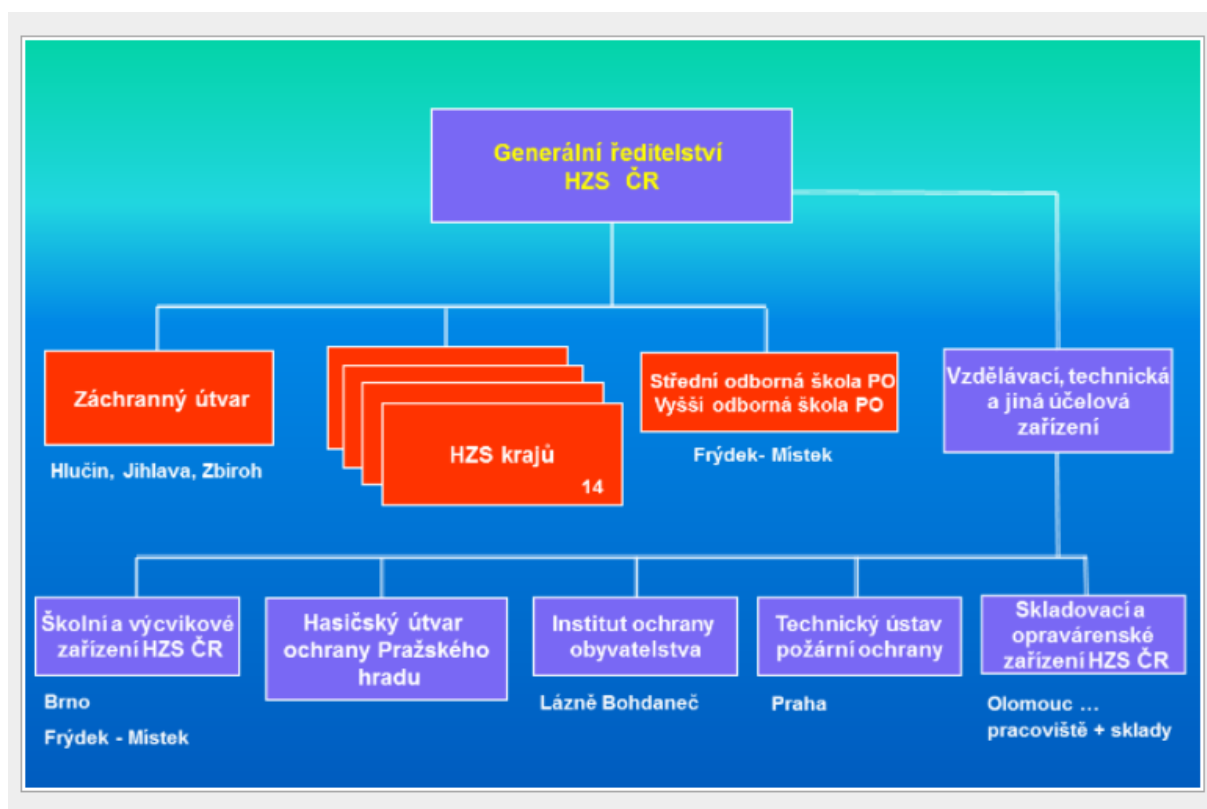 Generální ředitelství
HZS ČR
Záchranný útvar
Hlučin, Jihlava, Zbiroh
HZS krajů
14
Střední odborná škola PO
Vyšší odborná škola PO
Frýdek- Místek
Vzdělávací, technická
a jiná účelová
zařízení
Školní a výcvikové
zařízení HZS ČR
Brno
Frýdek - Místek
Hasičský útvar
ochrany Pražského
hradu
Institut ochrany
obyvatelstva
Lázně Bohdaneč
Technický ústav
požární ochrany
Praha
Skladovací a
opravárenské
zařízení HZS ČR
Olomouc ...
pracoviště + sklady